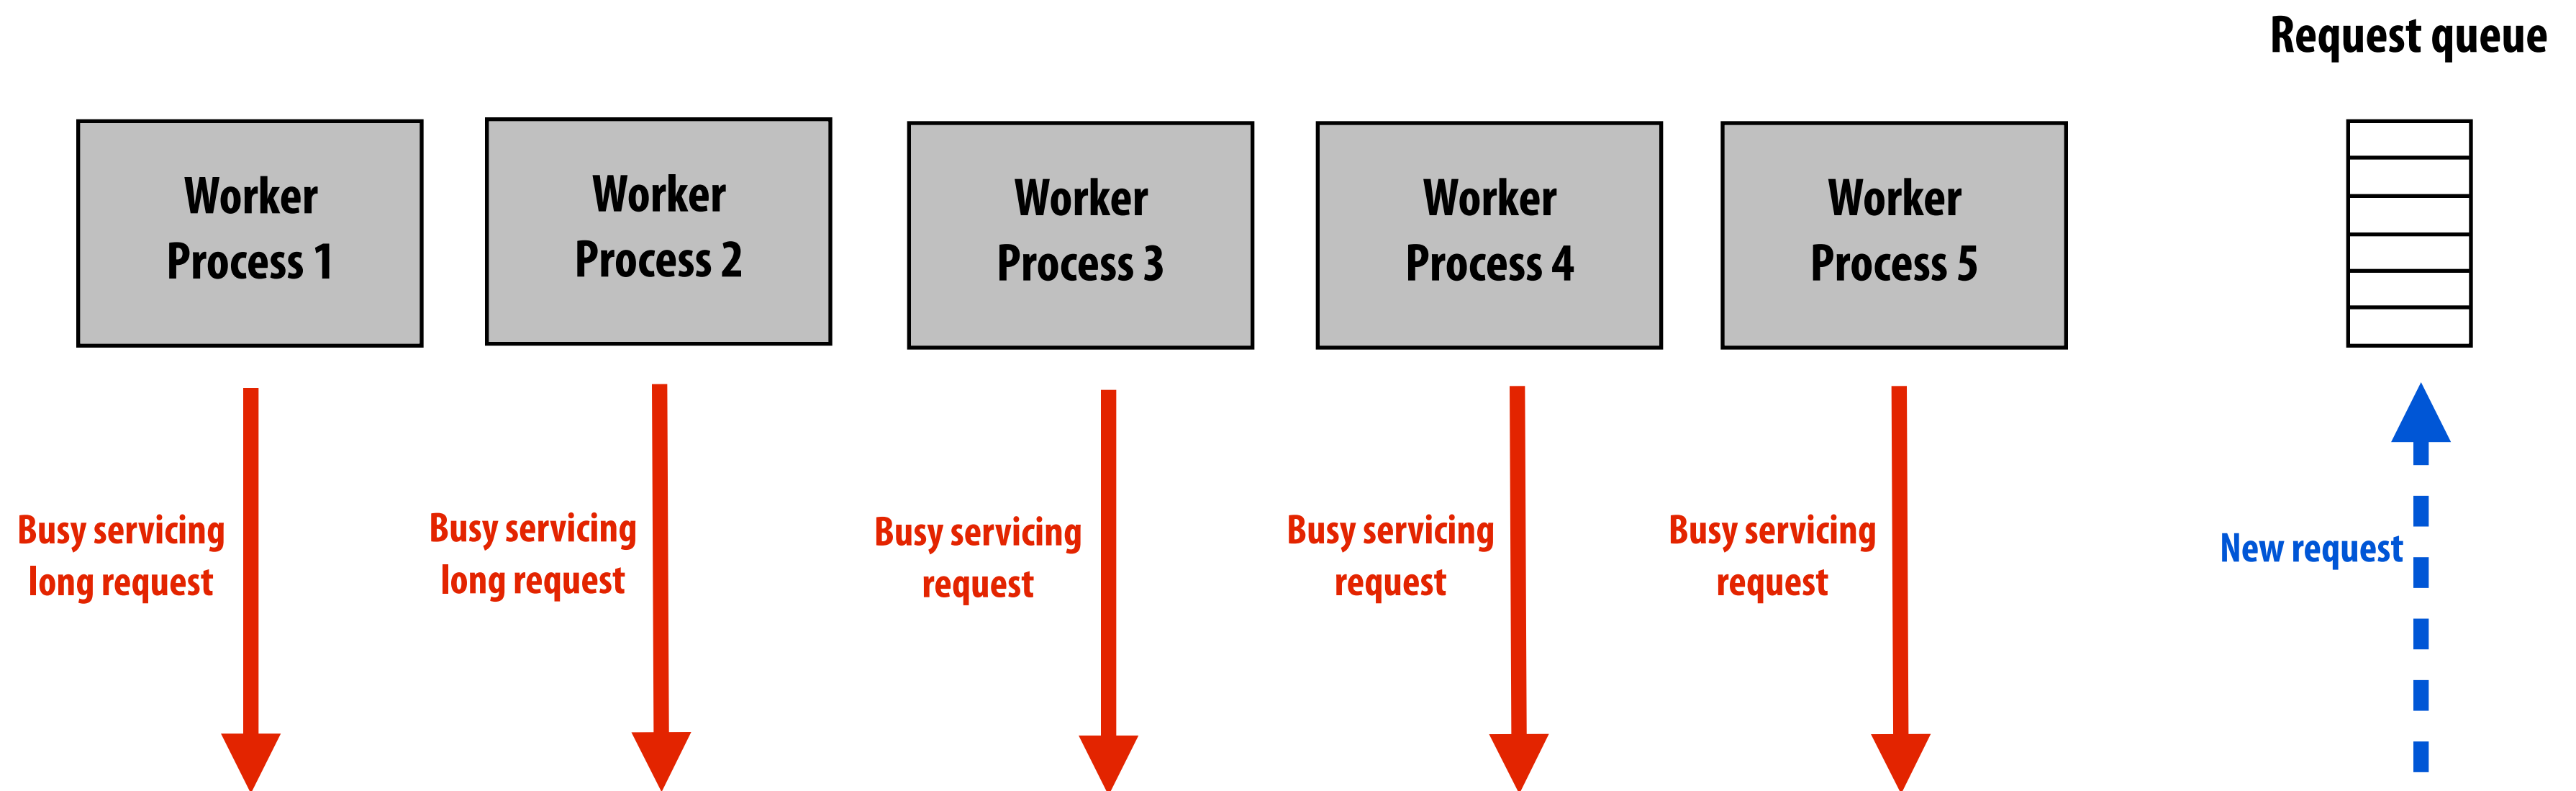 Request queue
Worker
Process 1
Worker
Process 2
Worker
Process 3
Worker
Process 4
Worker
Process 5
Busy servicing
long request
Busy servicing
long request
Busy servicing
request
Busy servicing
request
Busy servicing
request
New request